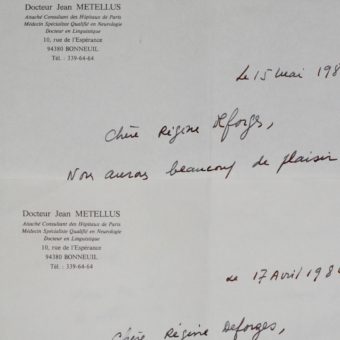 Docteur Jean METELLUS
Attaché Consultant des Hôpitaux de Paris
Médecin Spécialiste Qualifié en Neurologie
Docteur en Linguistique
10, rue de l'Espérance
94380 BONNEUIL
Tél. : 339-64-64
Le 15 mai 198
Chère Régine Deforges,
Nous aurons beaucoup de plaisir
Docteur Jean METELLUS
Attaché Consultant des Hôpitaux de Paris
Médecin Spécialiste Qualifié en Neurologie
Docteur en Linguistique
10, rue de l'Espérance
94380 BONNEUIL
Tél. : 339-64-64
Le 17 Avril 198
Chère Régine Deforges,